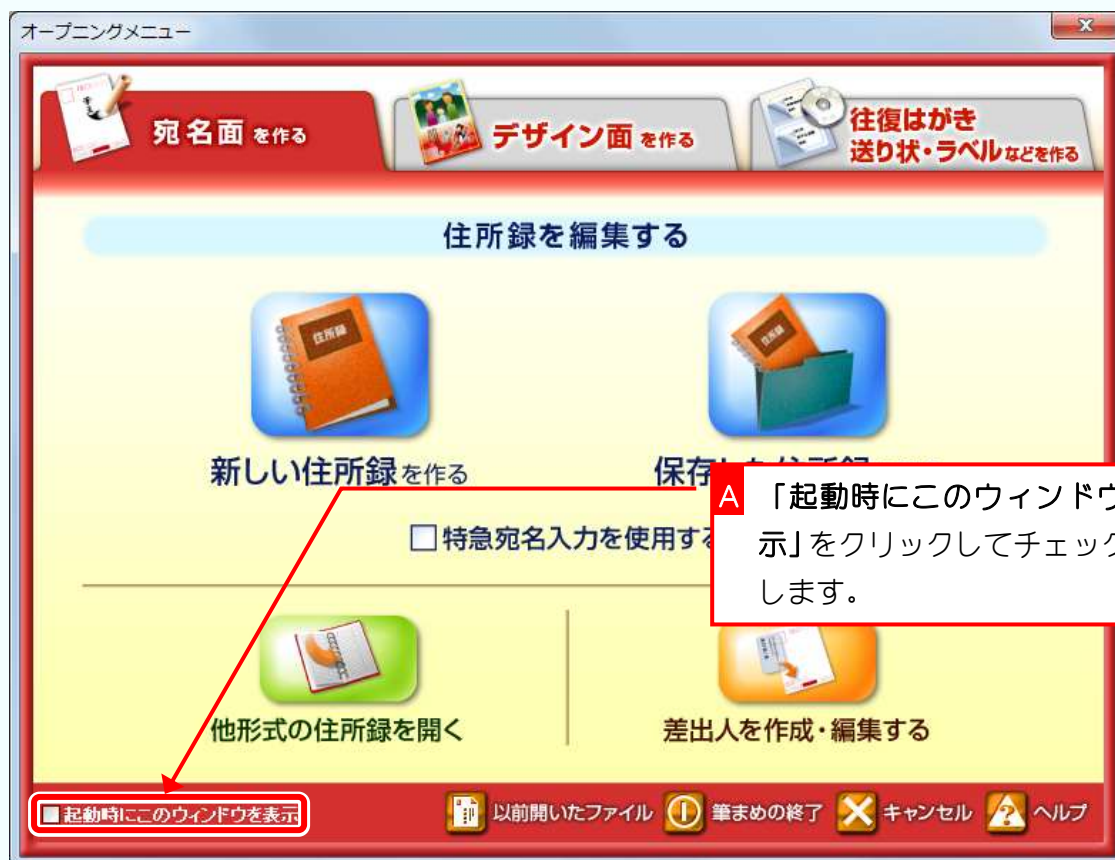 オープニングメニュー
宛名面 を作る
デザイン面 を作る
往復はがき
送り状・ラベルなどを作る
住所録を編集する
住所録
住所録
新しい住所録を作る
保存
A 「起動時にこのウィンドウ
示」をクリックしてチェック
します。
特急宛名入力を使用す
他形式の住所録を開く
差出人を作成・編集する
起動時にこのウィンドウを表示
以前開いたファイル
筆まめの終了
キャンセル
ヘルプ